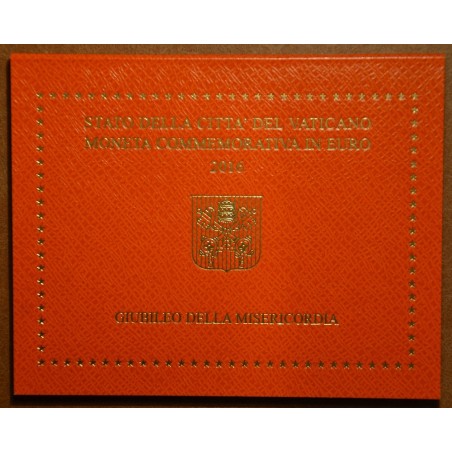 STATO DELLA CITTA' DEL VATICANO
MONETA COMMEMORATIVA IN EURO
2016
GIUBILEO DELLA MISERICORDIA